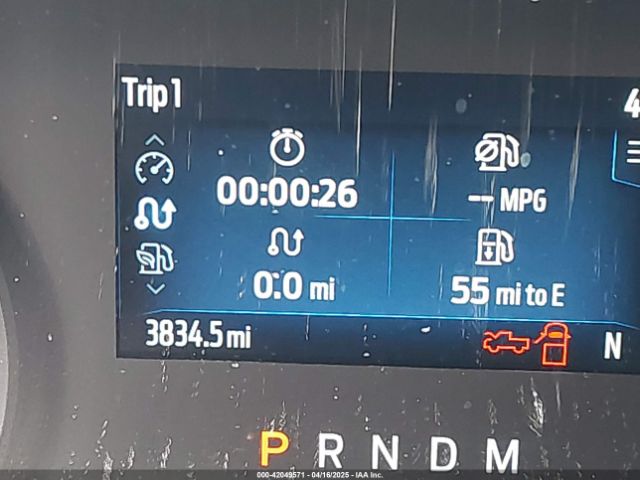 Trip 1
4
00:00:26
-- MPG
0.0 mi
55 mi to E
3834.5 mi
N
P R N D M
000-42049571 - 04/16/2025 - IAA Inc.